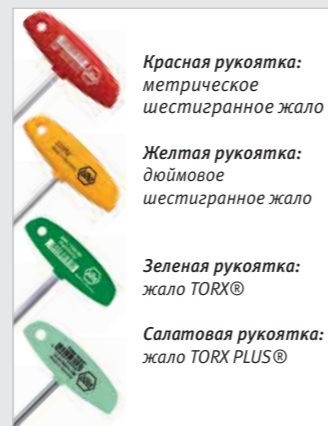 Красная рукоятка:
метрическое
шестигранное жало
Желтая рукоятка:
дюймовое
шестигранное жало
Зеленая рукоятка:
жало TORX®
Салатовая рукоятка:
жало TORX PLUS®